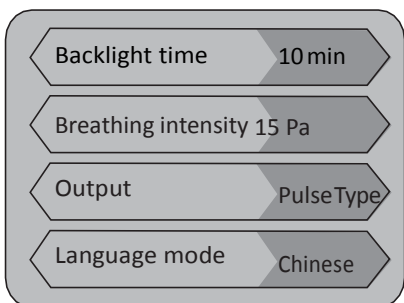 Backlight time 10 min
Breathing intensity 15 Pa
Output PulseType
Language mode Chinese